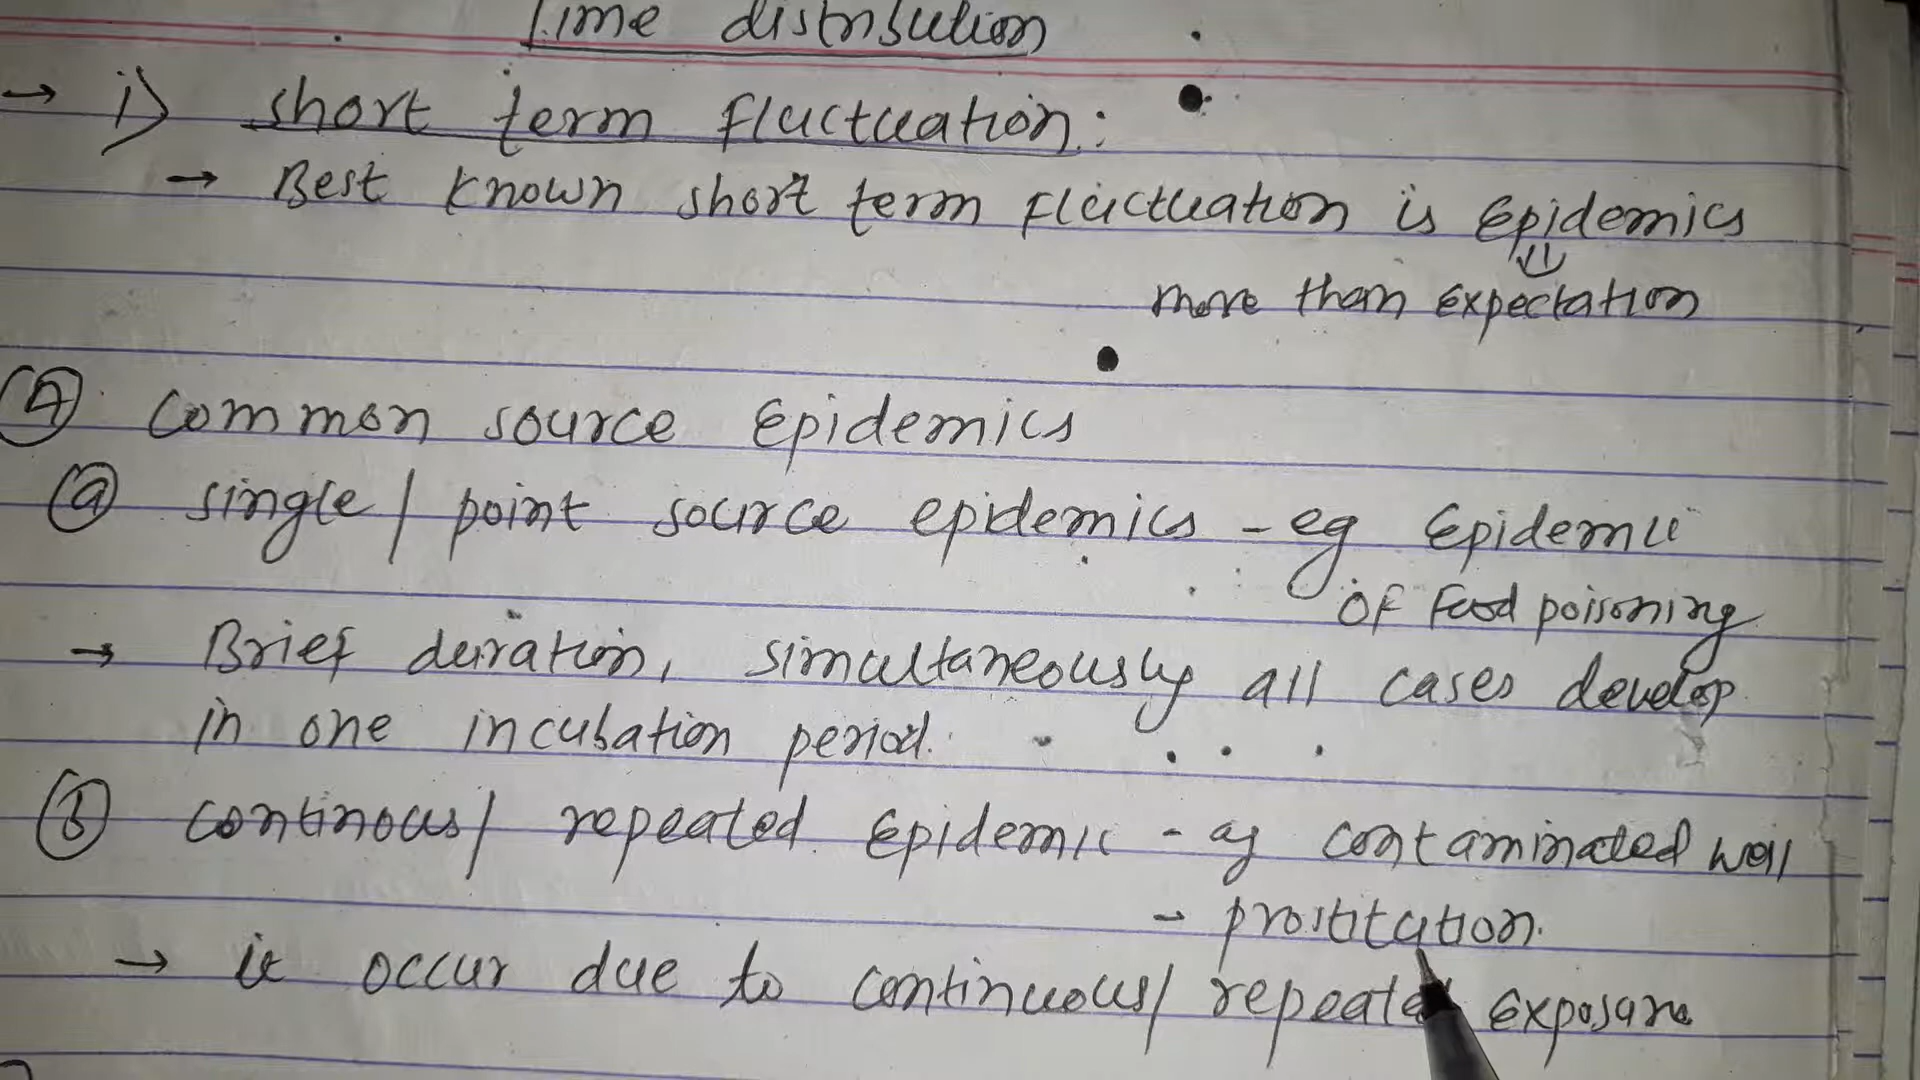 Time distribution
→ i) short term fluctuation:
→ Best known short term fluctuation is Epidemics
more than expectation
(A) common source Epidemics
(a) single/ point source epidemics - eg Epidemic
of food poisoning
→ Brief duration, simultaneously all cases develop
in one incubation period.
(b) continous/ repeated Epidemic - eg contaminated well
- prostitution.
→ it occur due to continuous/ repeated exposure